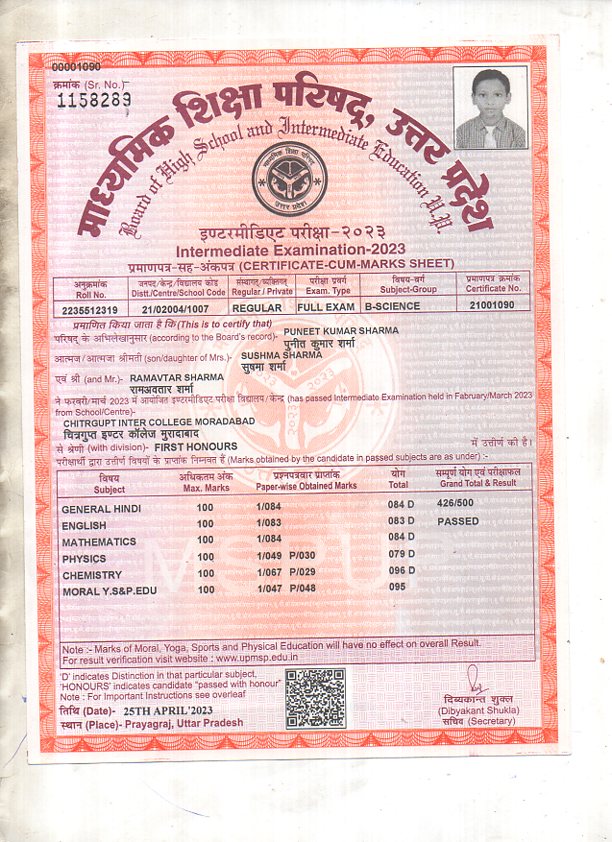 00001090
क्रमांक (Sr. No.)
1158289
माध्यमिक शिक्षा परिषद्, उत्तर प्रदेश
Board of High School and Intermediate Education U.P.
माध्यमिक शिक्षा परिषद्
उत्तर प्रदेश
इण्टरमीडिएट परीक्षा-२०२३
Intermediate Examination-2023
प्रमाणपत्र-सह-अंकपत्र (CERTIFICATE-CUM-MARKS SHEET)
अनुक्रमांक जनपद/केन्द्र/विद्यालय कोड संस्थागत/व्यक्तिगत परीक्षा प्रवर्ग विषय-वर्ग प्रमाणपत्र क्रमांक
Roll No. Distt./Centre/School Code Regular / Private Exam. Type Subject-Group Certificate No.
2235512319 21/02004/1007 REGULAR FULL EXAM B-SCIENCE 21001090
प्रमाणित किया जाता है कि (This is to certify that)
परिषद् के अभिलेखानुसार (according to the Board's record)- PUNEET KUMAR SHARMA
पुनीत कुमार शर्मा
आत्मज/आत्मजा श्रीमती (son/daughter of Mrs.)- SUSHMA SHARMA
सुषमा शर्मा
एवं श्री (and Mr.)- RAMAVTAR SHARMA
रामअवतार शर्मा
ने फरवरी/मार्च 2023 में आयोजित इण्टरमीडिएट परीक्षा विद्यालय/केन्द्र (has passed Intermediate Examination held in Fabruary/March 2023
from School/Centre)-
CHITRGUPT INTER COLLEGE MORADABAD
चित्रगुप्त इण्टर कॉलेज मुरादाबाद
से श्रेणी (with division)- FIRST HONOURS में उत्तीर्ण की है।
परीक्षार्थी द्वारा उत्तीर्ण विषयों के प्राप्तांक निम्नवत हैं (Marks obtained by the candidate in passed subjects are as under) :-
विषय अधिकतम अंक प्रश्नपत्रवार प्राप्तांक योग सम्पूर्ण योग एवं परीक्षाफल
Subject Max. Marks Paper-wise Obtained Marks Total Grand Total & Result
GENERAL HINDI 100 1/084 084 D 426/500
ENGLISH 100 1/083 083 D PASSED
MATHEMATICS 100 1/084 084 D
PHYSICS 100 1/049 P/030 079 D
CHEMISTRY 100 1/067 P/029 096 D
MORAL Y.S&P.EDU 100 1/047 P/048 095
MSPUP
Note :- Marks of Moral, Yoga, Sports and Physical Education will have no effect on overall Result.
For result verification visit website : www.upmsp.edu.in
'D' indicates Distinction in that particular subject,
'HONOURS' indicates candidate "passed with honour"
Note : For Important Instructions see overleaf
तिथि (Date)- 25TH APRIL'2023
स्थान (Place)- Prayagraj, Uttar Pradesh
दिव्यकान्त शुक्ल
(Dibyakant Shukla)
सचिव (Secretary)